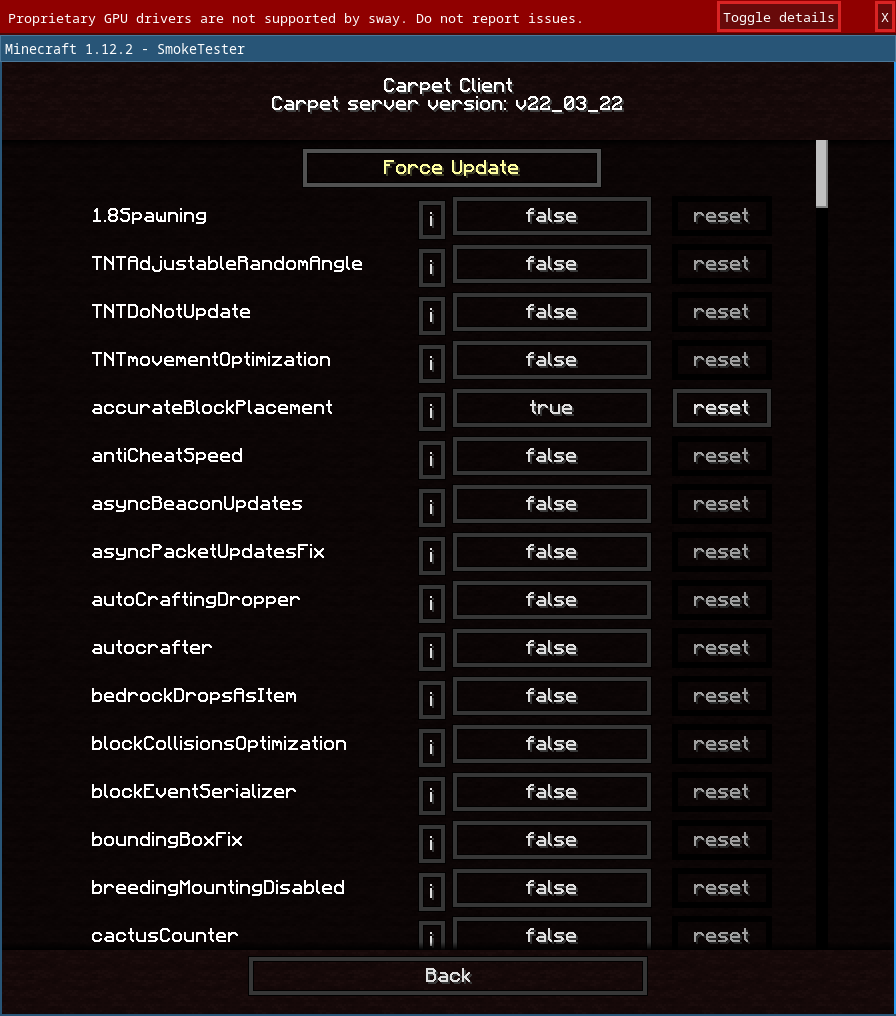 Proprietary GPU drivers are not supported by sway. Do not report issues. Toggle details X
Minecraft 1.12.2 - SmokeTester
Carpet Client
Carpet server version: v22_03_22
Force Update
1.8Spawning i false reset
TNTAdjustableRandomAngle i false reset
TNTDoNotUpdate i false reset
TNTmovementOptimization i false reset
accurateBlockPlacement i true reset
antiCheatSpeed i false reset
asyncBeaconUpdates i false reset
asyncPacketUpdatesFix i false reset
autoCraftingDropper i false reset
autocrafter i false reset
bedrockDropsAsItem i false reset
blockCollisionsOptimization i false reset
blockEventSerializer i false reset
boundingBoxFix i false reset
breedingMountingDisabled i false reset
cactusCounter i false reset
Back